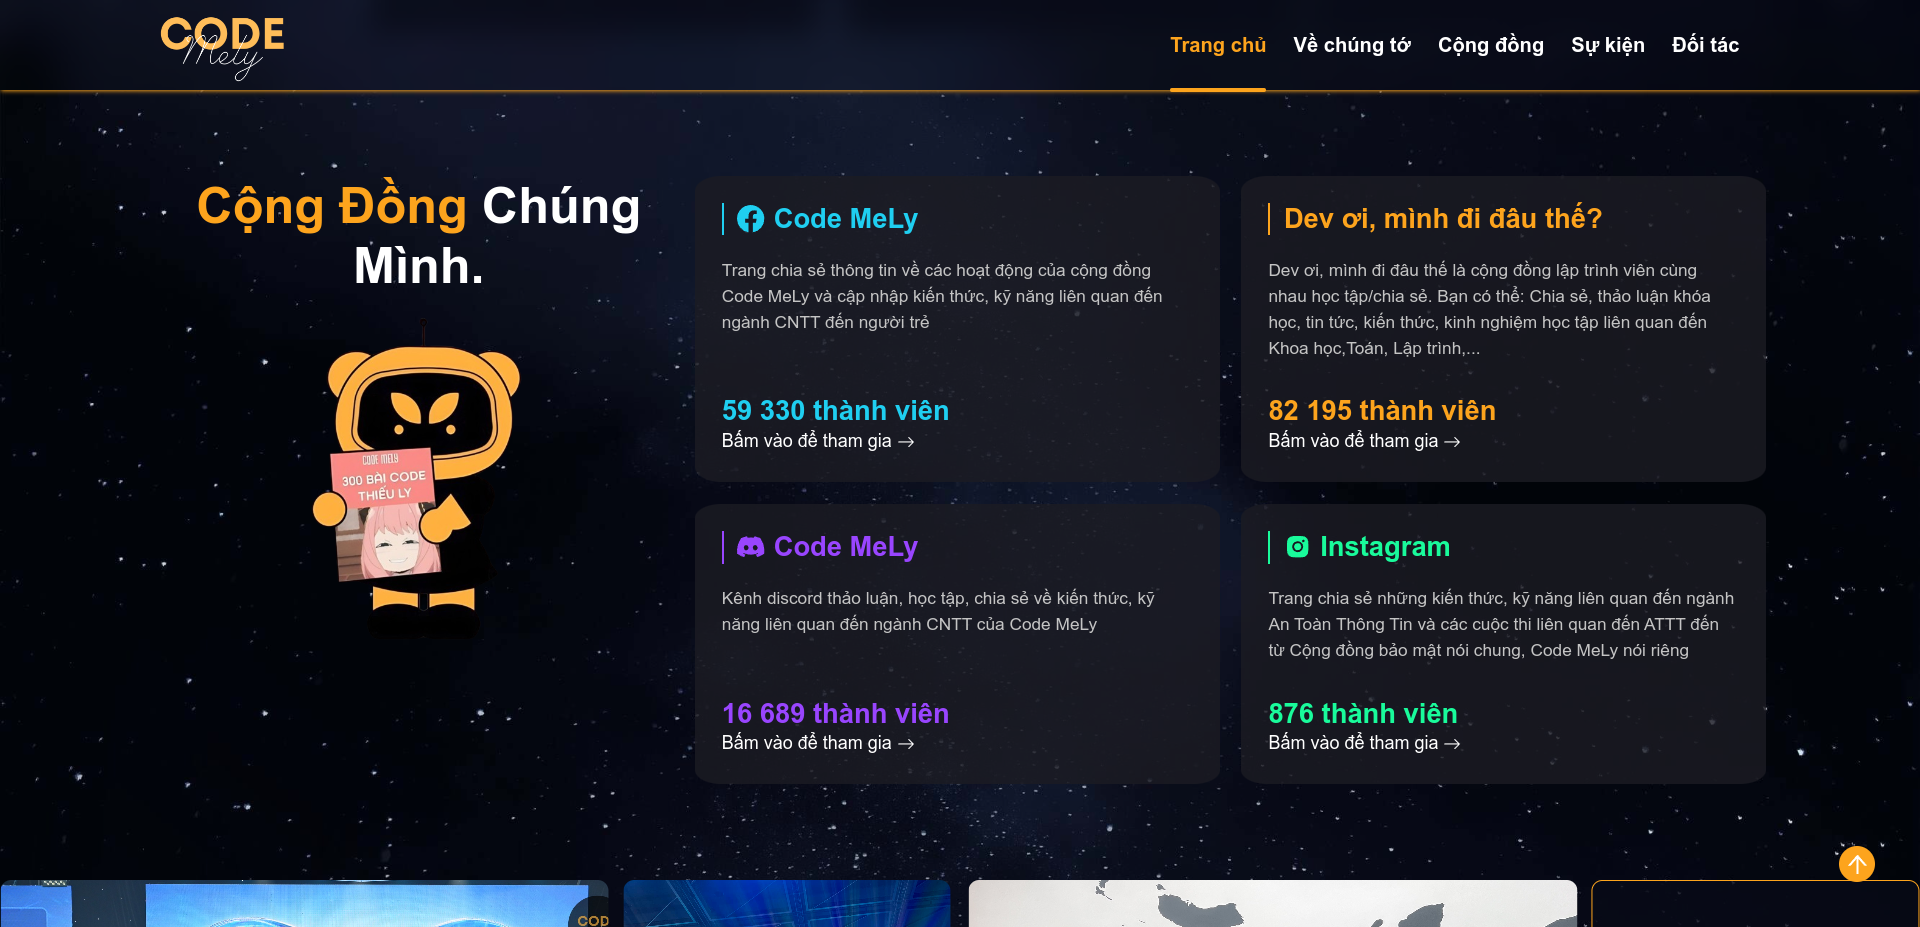 CODE
Mely
Trang chủ
Về chúng tớ
Cộng đồng
Sự kiện
Đối tác
Cộng Đồng Chúng
Mình.
CODE MELY
300 BÀI CODE
THIẾU LY
Code MeLy
Trang chia sẻ thông tin về các hoạt động của cộng đồng
Code MeLy và cập nhập kiến thức, kỹ năng liên quan đến
ngành CNTT đến người trẻ
59 330 thành viên
Bấm vào để tham gia →
Dev ơi, mình đi đâu thế?
Dev ơi, mình đi đâu thế là cộng đồng lập trình viên cùng
nhau học tập/chia sẻ. Bạn có thể: Chia sẻ, thảo luận khóa
học, tin tức, kiến thức, kinh nghiệm học tập liên quan đến
Khoa học,Toán, Lập trình,...
82 195 thành viên
Bấm vào để tham gia →
Code MeLy
Kênh discord thảo luận, học tập, chia sẻ về kiến thức, kỹ
năng liên quan đến ngành CNTT của Code MeLy
16 689 thành viên
Bấm vào để tham gia →
Instagram
Trang chia sẻ những kiến thức, kỹ năng liên quan đến ngành
An Toàn Thông Tin và các cuộc thi liên quan đến ATTT đến
từ Cộng đồng bảo mật nói chung, Code MeLy nói riêng
876 thành viên
Bấm vào để tham gia →
COD